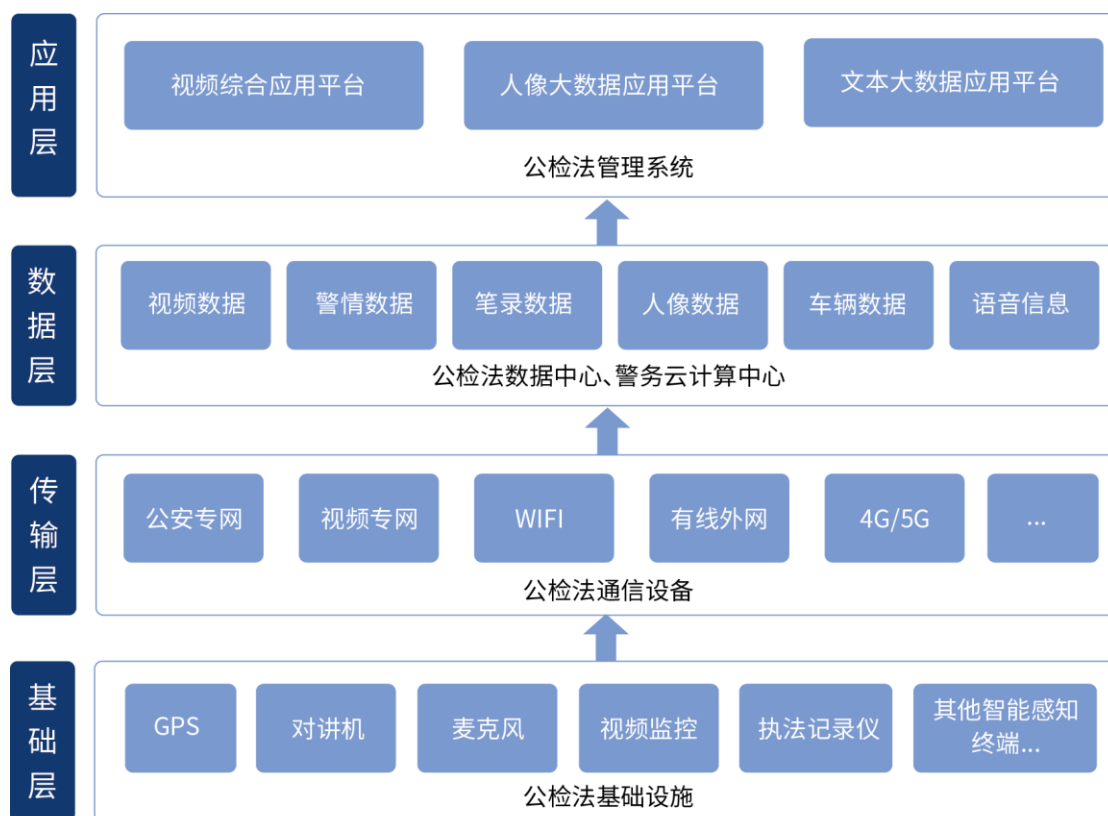 应用层
视频综合应用平台
人像大数据应用平台
文本大数据应用平台
公检法管理系统
数据层
视频数据
警情数据
笔录数据
人像数据
车辆数据
语音信息
公检法数据中心、警务云计算中心
传输层
公安专网
视频专网
WIFI
有线外网
4G/5G
...
公检法通信设备
基础层
GPS
对讲机
麦克风
视频监控
执法记录仪
其他智能感知
终端...
公检法基础设施